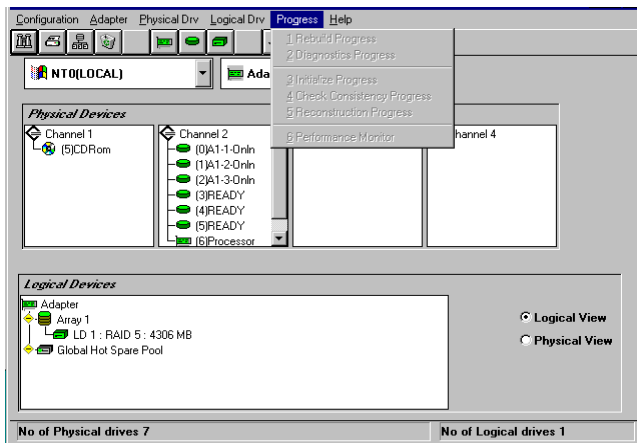 Configuration Adapter Physical Drv Logical Drv Progress Help
1 Rebuild Progress
2 Diagnostics Progress
3 Initialize Progress
4 Check Consistency Progress
5 Reconstruction Progress
6 Performance Monitor
NT0(LOCAL)
Ada
Physical Devices
Channel 1
(5)CDRom
Channel 2
(0)A1-1-Onln
(1)A1-2-Onln
(2)A1-3-Onln
(3)READY
(4)READY
(5)READY
(6)Processor
hannel 4
Logical Devices
Adapter
Array 1
LD 1 : RAID 5 : 4306 MB
Global Hot Spare Pool
Logical View
Physical View
No of Physical drives 7
No of Logical drives 1